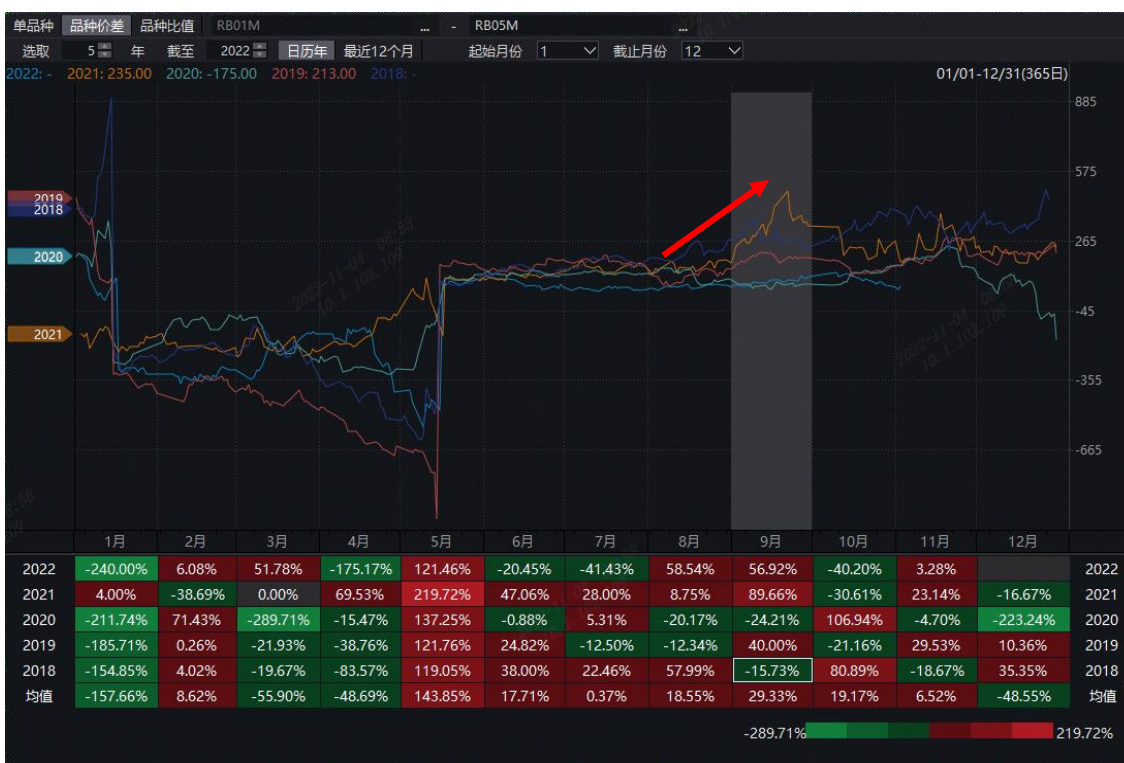 单品种 品种价差 品种比值 RB01M ... - RB05M ...
选取 5 年 截至 2022 日历年 最近12个月 起始月份 1 截止月份 12
2022: - 2021: 235.00 2020: -175.00 2019: 213.00 2018: - 01/01-12/31(365日)
885
575
2019
2018
265
2020
-45
2021
-355
-665
1月 2月 3月 4月 5月 6月 7月 8月 9月 10月 11月 12月
2022 -240.00% 6.08% 51.78% -175.17% 121.46% -20.45% -41.43% 58.54% 56.92% -40.20% 3.28% 2022
2021 4.00% -38.69% 0.00% 69.53% 219.72% 47.06% 28.00% 8.75% 89.66% -30.61% 23.14% -16.67% 2021
2020 -211.74% 71.43% -289.71% -15.47% 137.25% -0.88% 5.31% -20.17% -24.21% 106.94% -4.70% -223.24% 2020
2019 -185.71% 0.26% -21.93% -38.76% 121.76% 24.82% -12.50% -12.34% 40.00% -21.16% 29.53% 10.36% 2019
2018 -154.85% 4.02% -19.67% -83.57% 119.05% 38.00% 22.46% 57.99% -15.73% 80.89% -18.67% 35.35% 2018
均值 -157.66% 8.62% -55.90% -48.69% 143.85% 17.71% 0.37% 18.55% 29.33% 19.17% 6.52% -48.55% 均值
-289.71% 219.72%